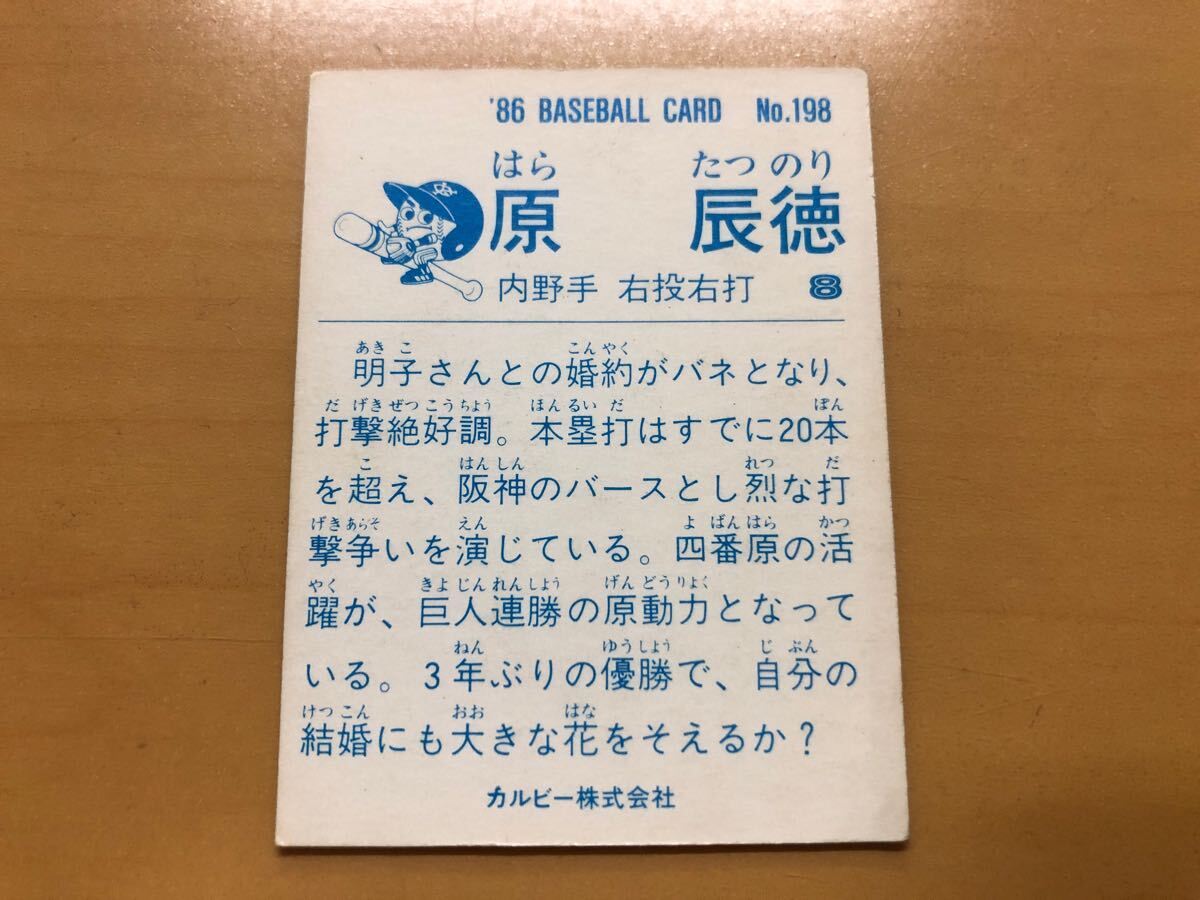 '86 BASEBALL CARD No.198
はら たつ のり
原 辰徳
内野手 右投右打 8
あき こ こん やく
明子さんとの婚約がバネとなり、
だ げき ぜつ こう ちょう ほん るい だ ぽん
打撃絶好調。本塁打はすでに20本
こ はん しん れつ だ
を超え、阪神のバースとし烈な打
げき あらそ えん よ ばん はら かつ
撃争いを演じている。四番原の活
やく きょ じん れん しょう げん どう りょく
躍が、巨人連勝の原動力となって
ねん ゆう しょう じ ぶん
いる。3年ぶりの優勝で、自分の
けっ こん おお はな
結婚にも大きな花をそえるか?
カルビー株式会社